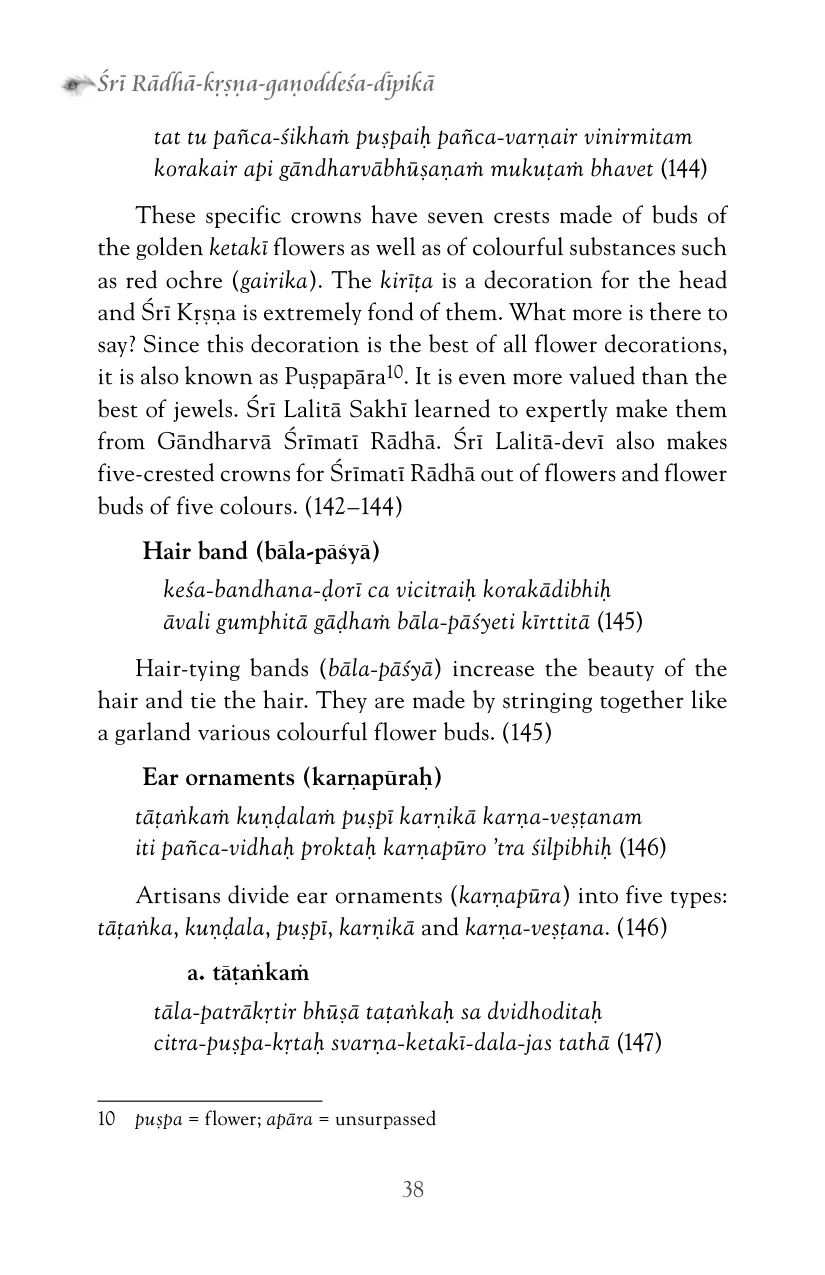 Śrī Rādhā-kṛṣṇa-gaṇoddeśa-dīpikā
tat tu pañca-śikhaṁ puṣpaiḥ pañca-varṇair vinirmitam
korakair api gāndharvābhūṣaṇaṁ mukuṭaṁ bhavet (144)
These specific crowns have seven crests made of buds of
the golden ketakī flowers as well as of colourful substances such
as red ochre (gairika). The kirīṭa is a decoration for the head
and Śrī Kṛṣṇa is extremely fond of them. What more is there to
say? Since this decoration is the best of all flower decorations,
it is also known as Puṣpapāra10. It is even more valued than the
best of jewels. Śrī Lalitā Sakhī learned to expertly make them
from Gāndharvā Śrīmatī Rādhā. Śrī Lalitā-devī also makes
five-crested crowns for Śrīmatī Rādhā out of flowers and flower
buds of five colours. (142–144)
Hair band (bāla-pāśyā)
keśa-bandhana-ḍorī ca vicitraiḥ korakādibhiḥ
āvali gumphitā gāḍhaṁ bāla-pāśyeti kīrttitā (145)
Hair-tying bands (bāla-pāśyā) increase the beauty of the
hair and tie the hair. They are made by stringing together like
a garland various colourful flower buds. (145)
Ear ornaments (karṇapūraḥ)
tāṭaṅkaṁ kuṇḍalaṁ puṣpī karṇikā karṇa-veṣṭanam
iti pañca-vidhaḥ proktaḥ karṇapūro ’tra śilpibhiḥ (146)
Artisans divide ear ornaments (karṇapūra) into five types:
tāṭaṅka, kuṇḍala, puṣpī, karṇikā and karṇa-veṣṭana. (146)
a. tāṭaṅkaṁ
tāla-patrākṛtir bhūṣā taṭaṅkaḥ sa dvidhoditaḥ
citra-puṣpa-kṛtaḥ svarṇa-ketakī-dala-jas tathā (147)
10 puṣpa = flower; apāra = unsurpassed
38